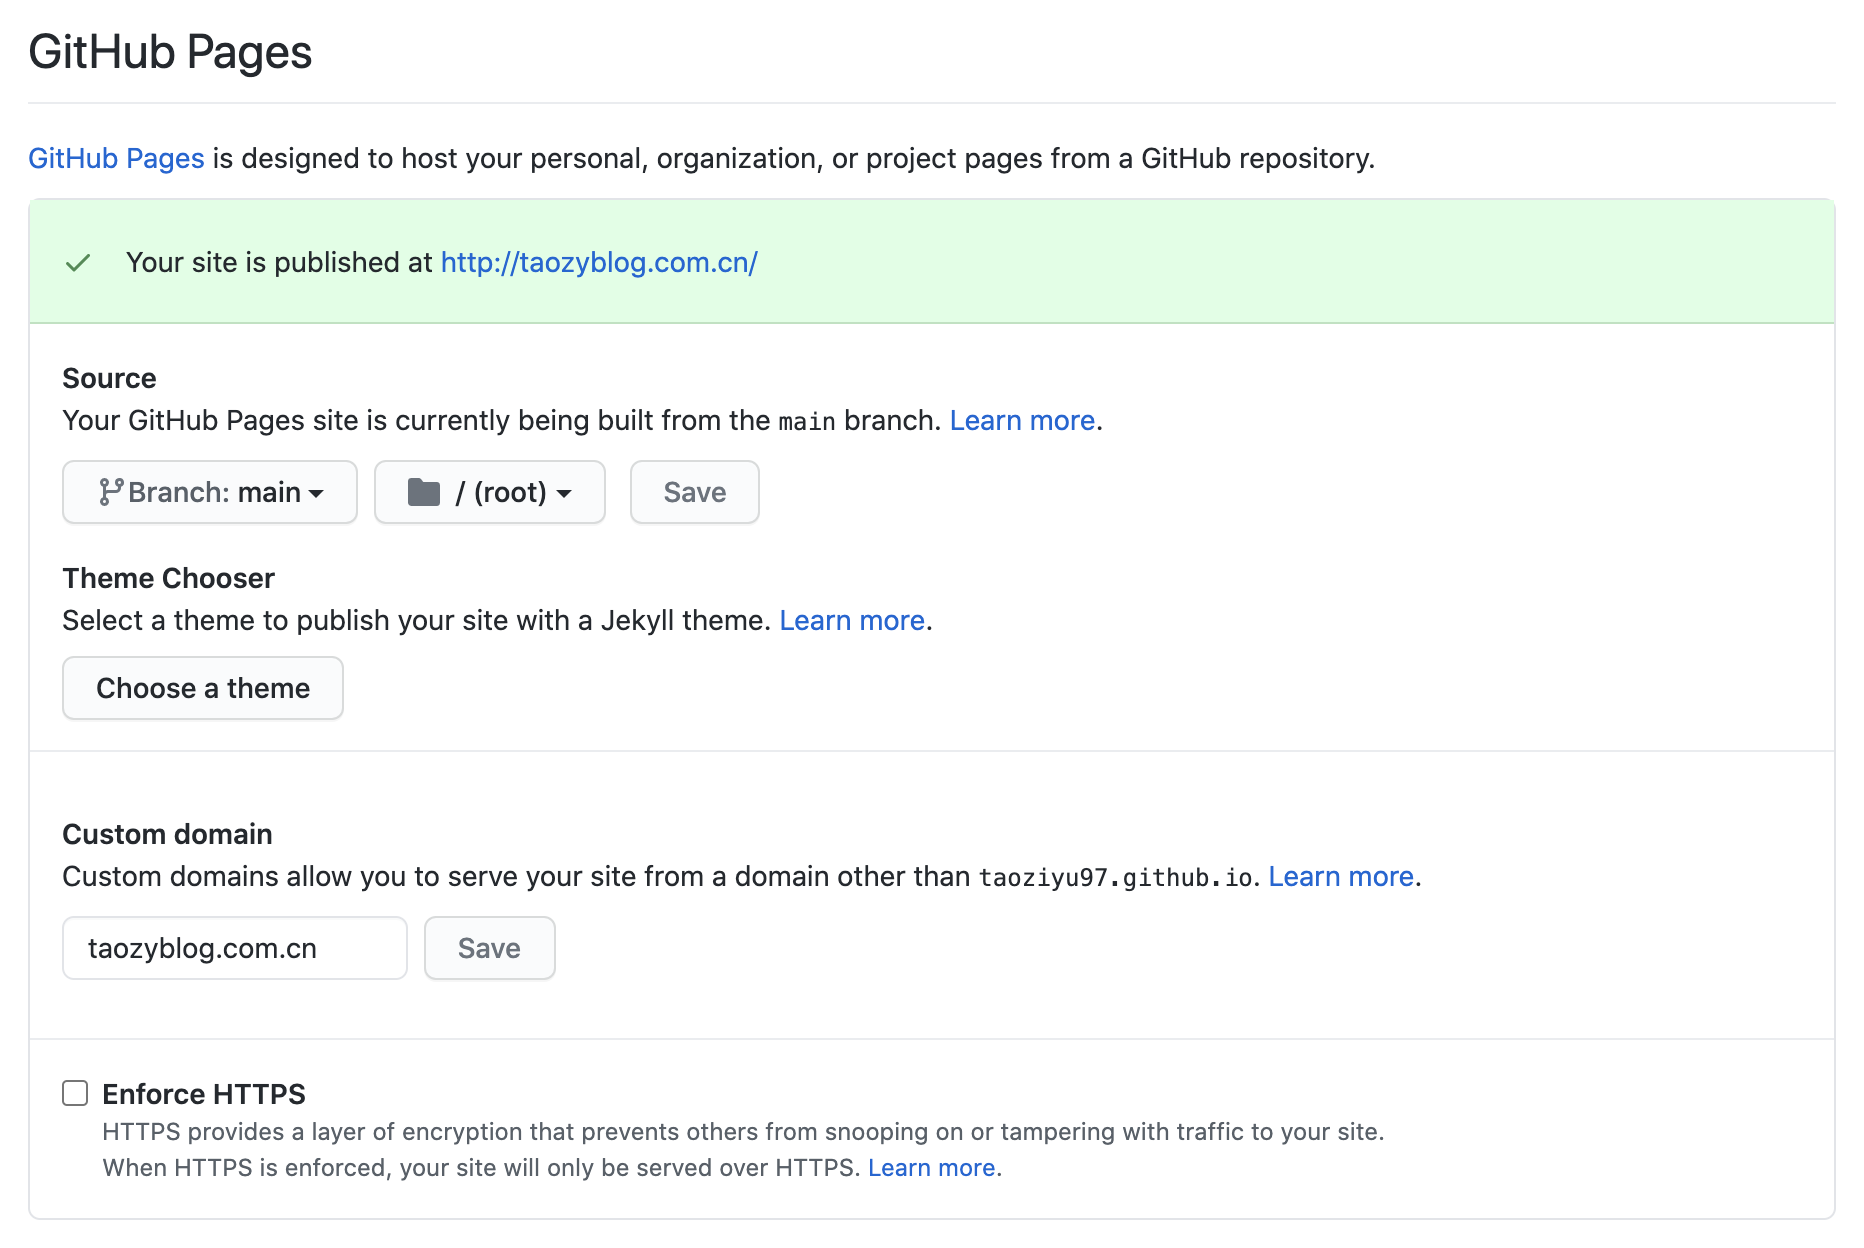 GitHub Pages
GitHub Pages is designed to host your personal, organization, or project pages from a GitHub repository.
Your site is published at http://taozyblog.com.cn/
Source
Your GitHub Pages site is currently being built from the main branch. Learn more.
Branch: main / (root) Save
Theme Chooser
Select a theme to publish your site with a Jekyll theme. Learn more.
Choose a theme
Custom domain
Custom domains allow you to serve your site from a domain other than taoziyu97.github.io. Learn more.
taozyblog.com.cn Save
Enforce HTTPS
HTTPS provides a layer of encryption that prevents others from snooping on or tampering with traffic to your site.
When HTTPS is enforced, your site will only be served over HTTPS. Learn more.